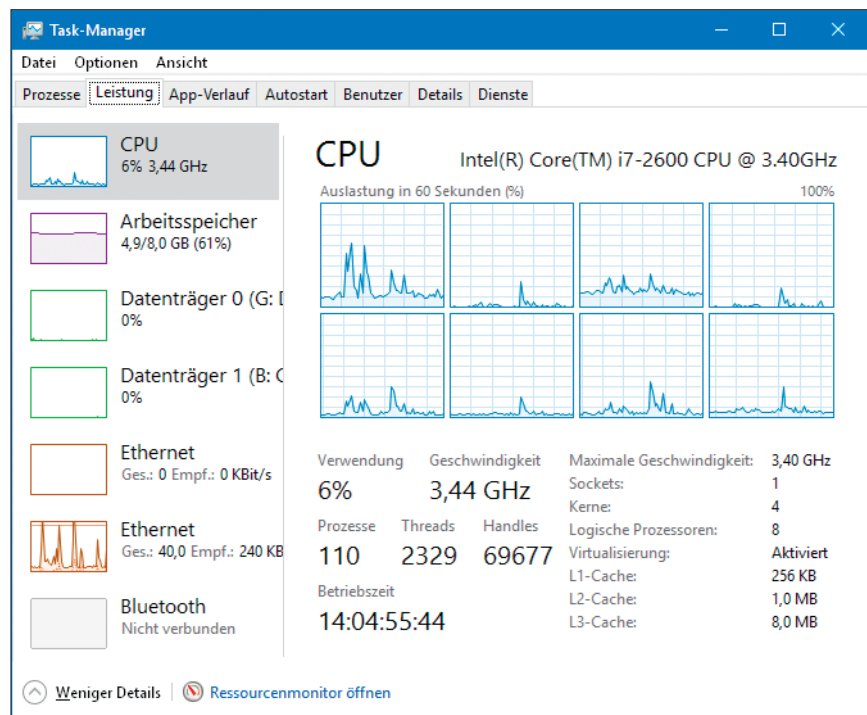 Task-Manager
Datei Optionen Ansicht
Prozesse Leistung App-Verlauf Autostart Benutzer Details Dienste
CPU
6% 3,44 GHz
Arbeitsspeicher
4,9/8,0 GB (61%)
Datenträger 0 (G:
0%
Datenträger 1 (B:
0%
Ethernet
Ges.: 0 Empf.: 0 KBit/s
Ethernet
Ges.: 40,0 Empf.: 240 KB
Bluetooth
Nicht verbunden
CPU Intel(R) Core(TM) i7-2600 CPU @ 3.40GHz
Auslastung in 60 Sekunden (%) 100%
Verwendung Geschwindigkeit
6% 3,44 GHz
Prozesse Threads Handles
110 2329 69677
Betriebszeit
14:04:55:44
Maximale Geschwindigkeit: 3,40 GHz
Sockets: 1
Kerne: 4
Logische Prozessoren: 8
Virtualisierung: Aktiviert
L1-Cache: 256 KB
L2-Cache: 1,0 MB
L3-Cache: 8,0 MB
Weniger Details Ressourcenmonitor öffnen